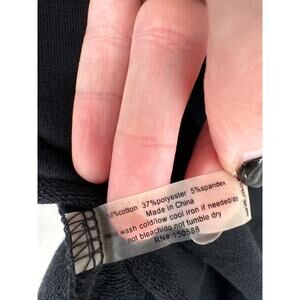 58%cotton 37%polyester 5%spandex
Made in China
hand wash cold/low cool iron if needed/do
not bleach/do not tumble dry
RN# 150588